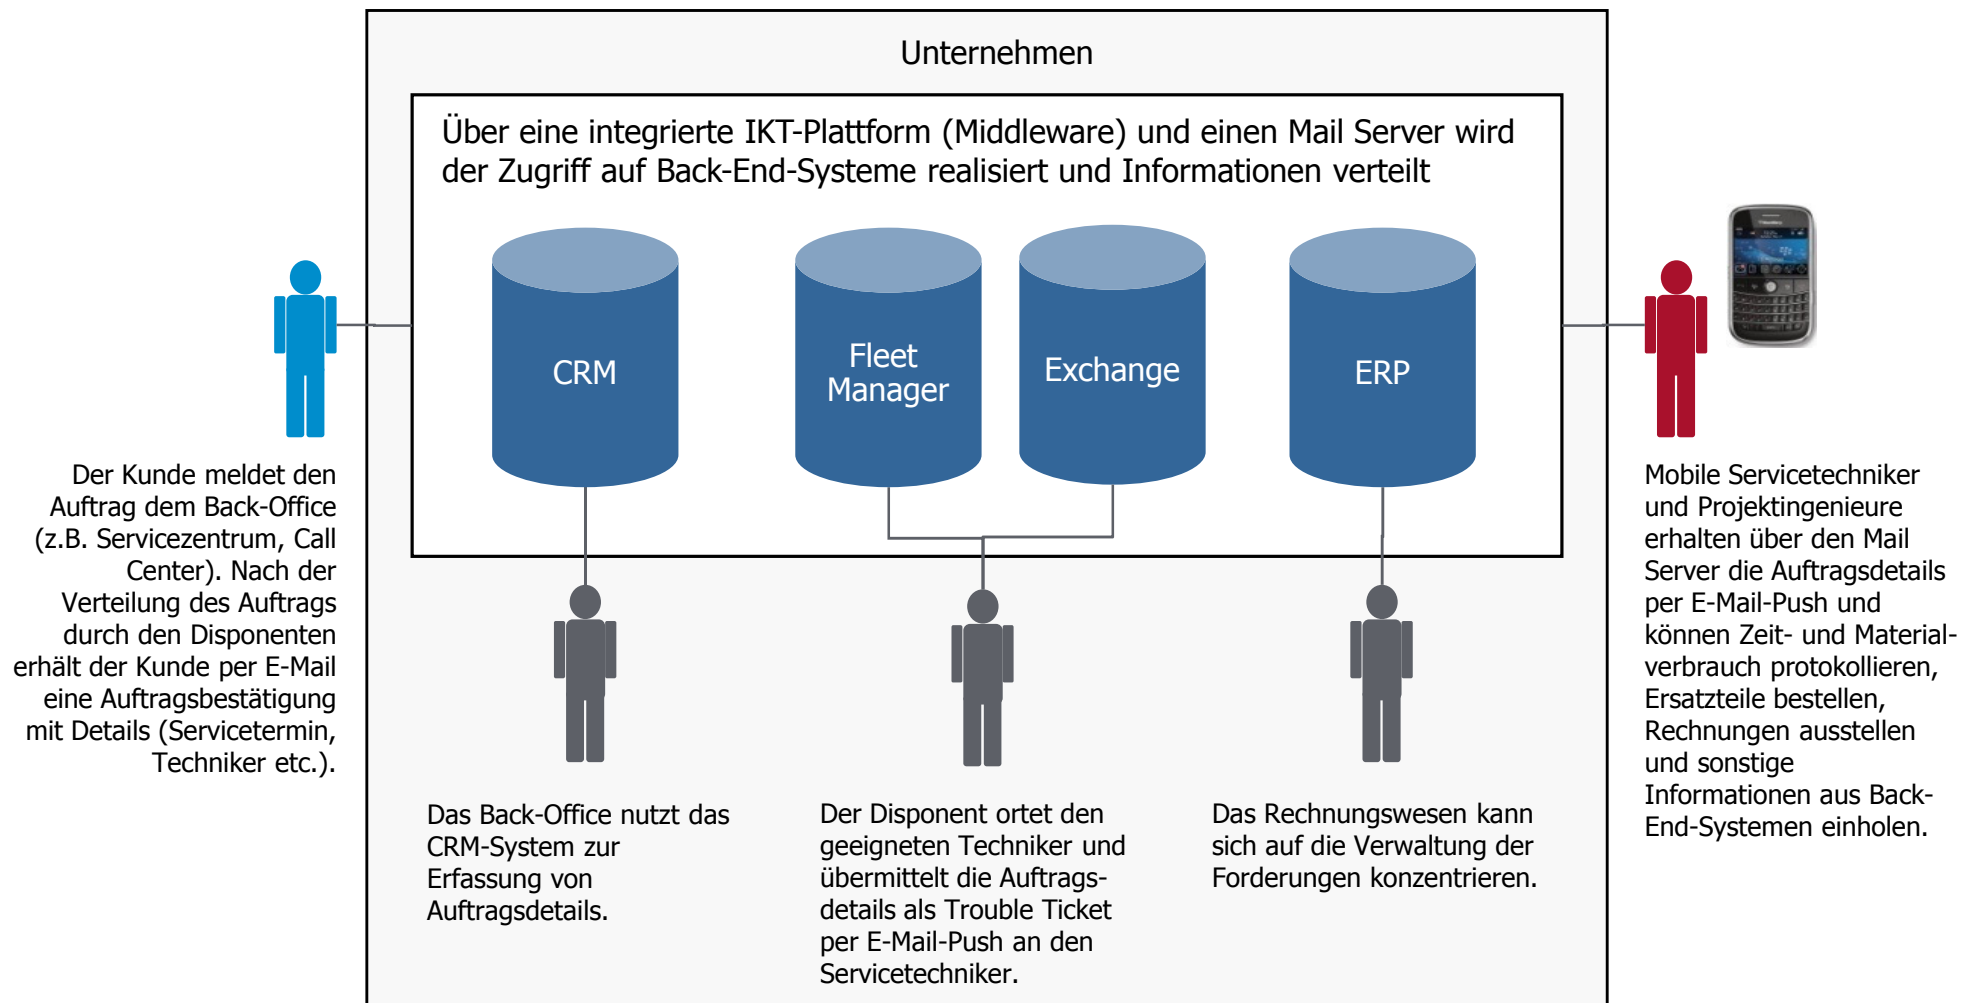 Unternehmen
Über eine integrierte IKT-Plattform (Middleware) und einen Mail Server wird
der Zugriff auf Back-End-Systeme realisiert und Informationen verteilt
CRM
Fleet
Manager
Exchange
ERP
Der Kunde meldet den
Auftrag dem Back-Office
(z.B. Servicezentrum, Call
Center). Nach der
Verteilung des Auftrags
durch den Disponenten
erhält der Kunde per E-Mail
eine Auftragsbestätigung
mit Details (Servicetermin,
Techniker etc.).
Das Back-Office nutzt das
CRM-System zur
Erfassung von
Auftragsdetails.
Der Disponent ortet den
geeigneten Techniker und
übermittelt die Auftrags-
details als Trouble Ticket
per E-Mail-Push an den
Servicetechniker.
Das Rechnungswesen kann
sich auf die Verwaltung der
Forderungen konzentrieren.
Mobile Servicetechniker
und Projektingenieure
erhalten über den Mail
Server die Auftragsdetails
per E-Mail-Push und
können Zeit- und Material-
verbrauch protokollieren,
Ersatzteile bestellen,
Rechnungen ausstellen
und sonstige
Informationen aus Back-
End-Systemen einholen.